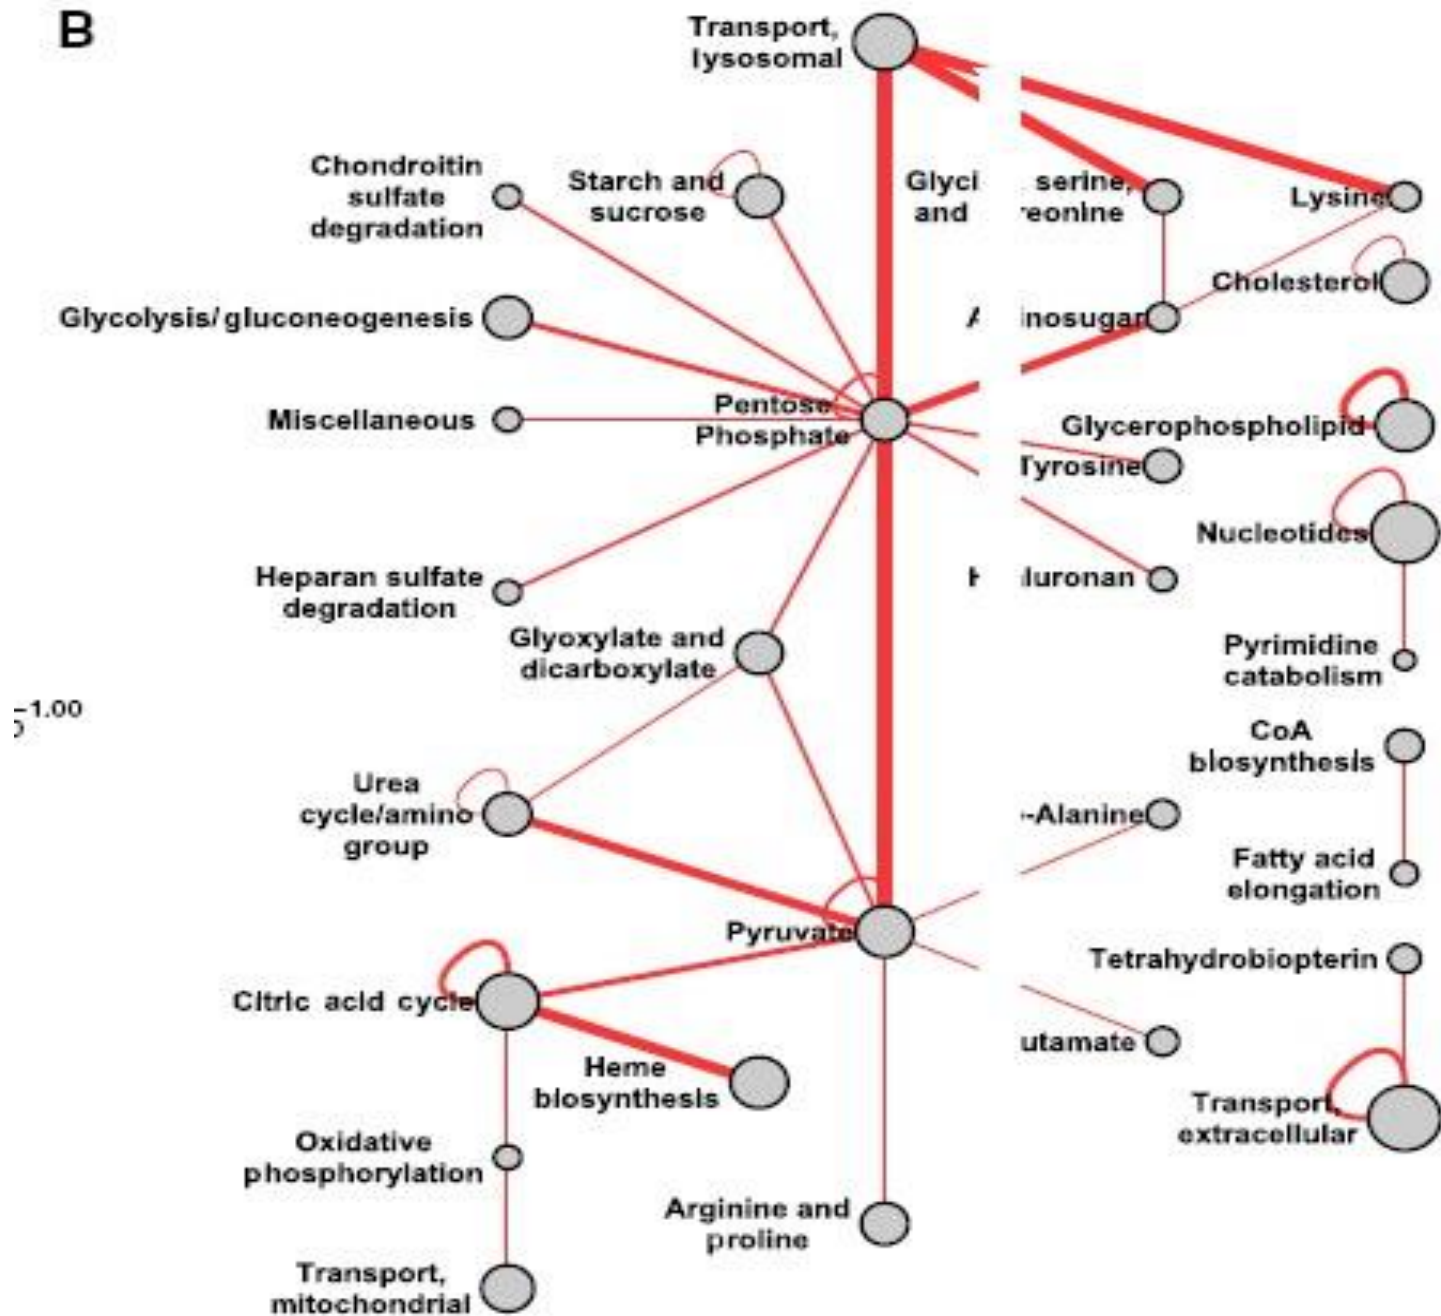 B
Transport,
lysosomal
Chondroitin
sulfate
degradation
Starch and
sucrose
Glyci serine,
and reonine
Lysine
Cholesterol
Glycolysis/gluconeogenesis
A inosugar
Miscellaneous
Pentose
Phosphate
Glycerophospholipid
Tyrosine
Nucleotides
Heparan sulfate
degradation
H luronan
Glyoxylate and
dicarboxylate
Pyrimidine
catabolism
-1.00
CoA
biosynthesis
Urea
cycle/amino
group
-Alanine
Fatty acid
elongation
Pyruvate
Tetrahydrobiopterin
Citric acid cycle
utamate
Heme
biosynthesis
Transport,
extracellular
Oxidative
phosphorylation
Arginine and
proline
Transport,
mitochondrial